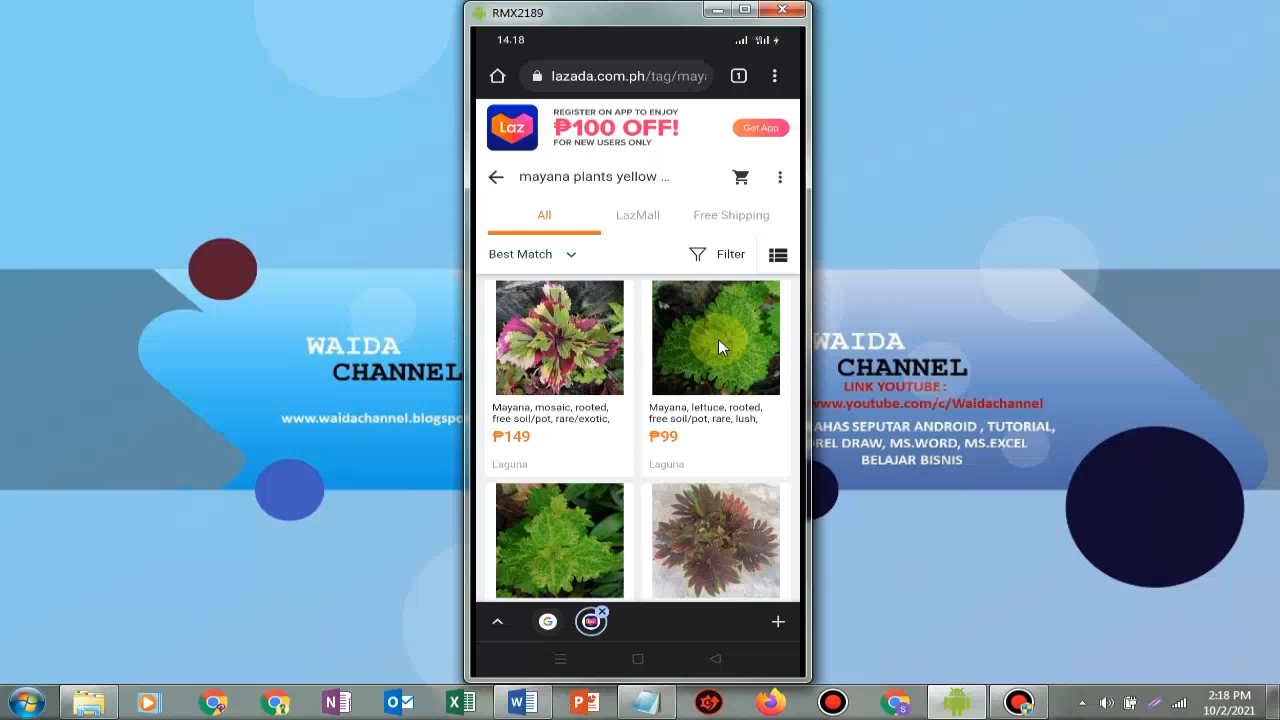 RMX2189
14.18
lazada.com.ph/tag/maya
1
Laz
REGISTER ON APP TO ENJOY
₱100 OFF!
FOR NEW USERS ONLY
Get App
mayana plants yellow ...
All
LazMall
Free Shipping
Best Match
Filter
Mayana, mosaic, rooted,
free soil/pot, rare/exotic,
₱149
Laguna
Mayana, lettuce, rooted,
free soil/pot, rare, lush,
₱99
Laguna
WAIDA
CHANNEL
www.waidachannel.blogspo
WAIDA
CHANNEL
LINK YOUTUBE :
www.youtube.com/c/Waidachannel
AHAS SEPUTAR ANDROID , TUTORIAL,
OREL DRAW, MS.WORD, MS.EXCEL
BELAJAR BISNIS
2:18 PM
10/2/2021